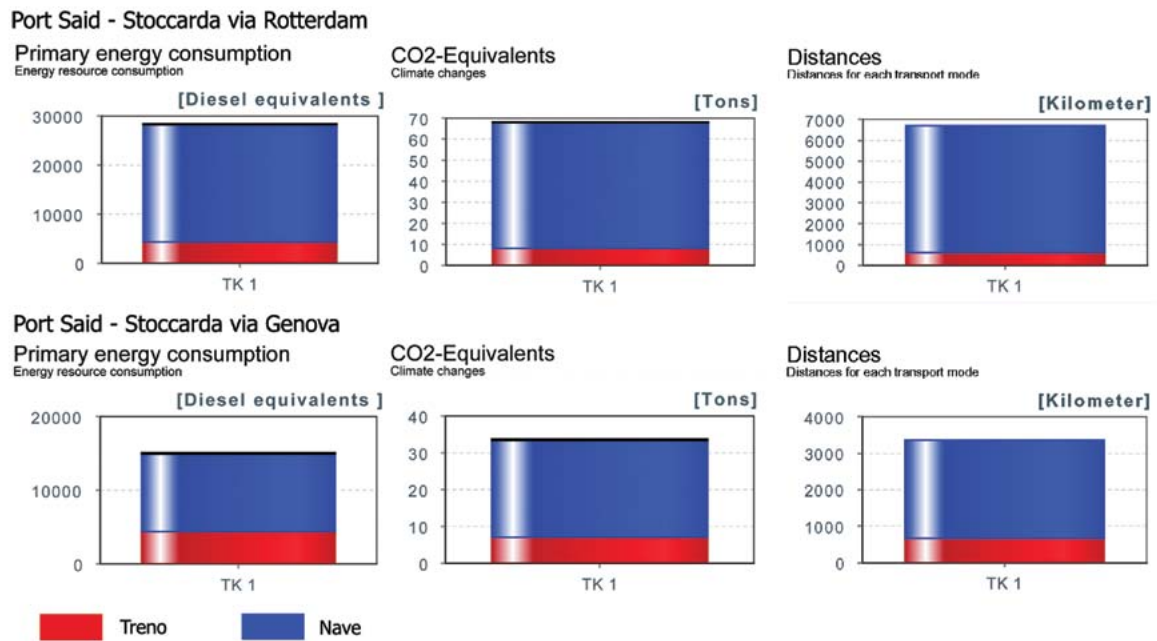 Port Said - Stoccarda via Rotterdam
Primary energy consumption
Energy resource consumption
[Diesel equivalents ]
30000
20000
10000
0
TK 1
CO2-Equivalents
Climate changes
[Tons]
70
60
50
40
30
20
10
0
TK 1
Distances
Distances for each transport mode
[Kilometer]
7000
6000
5000
4000
3000
2000
1000
0
TK 1
Port Said - Stoccarda via Genova
Primary energy consumption
Energy resource consumption
[Diesel equivalents ]
20000
10000
0
TK 1
CO2-Equivalents
Climate changes
[Tons]
40
30
20
10
0
TK 1
Distances
Distances for each transport mode
[Kilometer]
4000
3000
2000
1000
0
TK 1
Treno
Nave